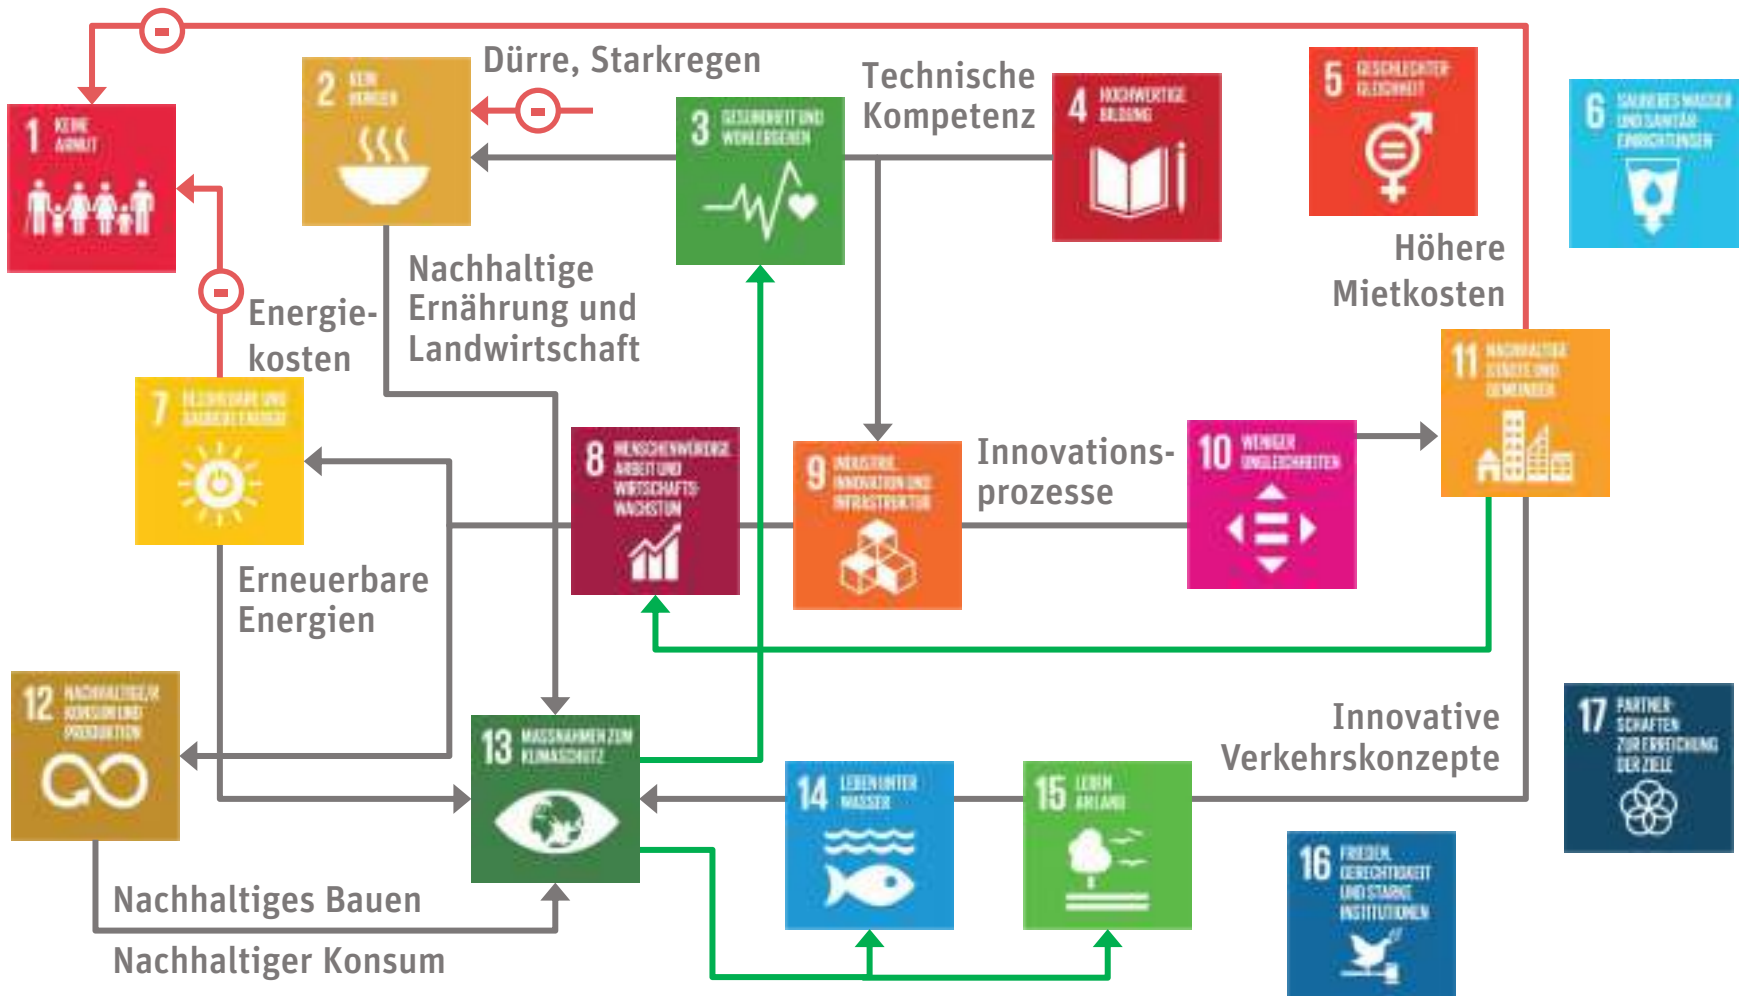 Dürre, Starkregen
Technische
Kompetenz
1 KEINE
ARMUT
2 KEIN
HUNGER
3 GESUNDHEIT UND
WOHLERGEHEN
4 HOCHWERTIGE
BILDUNG
5 GESCHLECHTER-
GLEICHHEIT
6 SAUBERES WASSER
UND SANITÄR-
EINRICHTUNGEN
Höhere
Mietkosten
Nachhaltige
Ernährung und
Landwirtschaft
Energie-
kosten
7 BEZAHLBARE UND
SAUBERE ENERGIE
8 MENSCHENWÜRDIGE
ARBEIT UND
WIRTSCHAFTS-
WACHSTUM
9 INDUSTRIE,
INNOVATION UND
INFRASTRUKTUR
Innovations-
prozesse
10 WENIGER
UNGLEICHHEITEN
11 NACHHALTIGE
STÄDTE UND
GEMEINDEN
Erneuerbare
Energien
12 NACHHALTIGE/R
KONSUM UND
PRODUKTION
13 MASSNAHMEN ZUM
KLIMASCHUTZ
14 LEBEN UNTER
WASSER
15 LEBEN
AN LAND
Innovative
Verkehrskonzepte
16 FRIEDEN,
GERECHTIGKEIT
UND STARKE
INSTITUTIONEN
17 PARTNER-
SCHAFTEN
ZUR ERREICHUNG
DER ZIELE
Nachhaltiges Bauen
Nachhaltiger Konsum